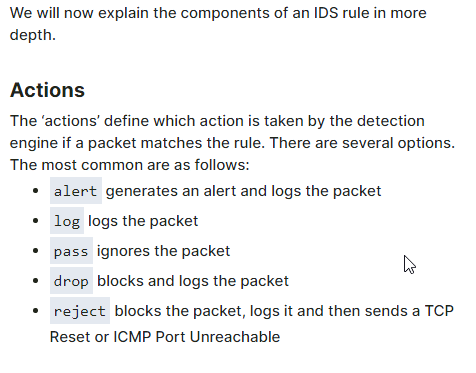 We will now explain the components of an IDS rule in more
depth.
Actions
The ‘actions’ define which action is taken by the detection
engine if a packet matches the rule. There are several options.
The most common are as follows:
• alert generates an alert and logs the packet
• log logs the packet
• pass ignores the packet
• drop blocks and logs the packet
• reject blocks the packet, logs it and then sends a TCP
Reset or ICMP Port Unreachable